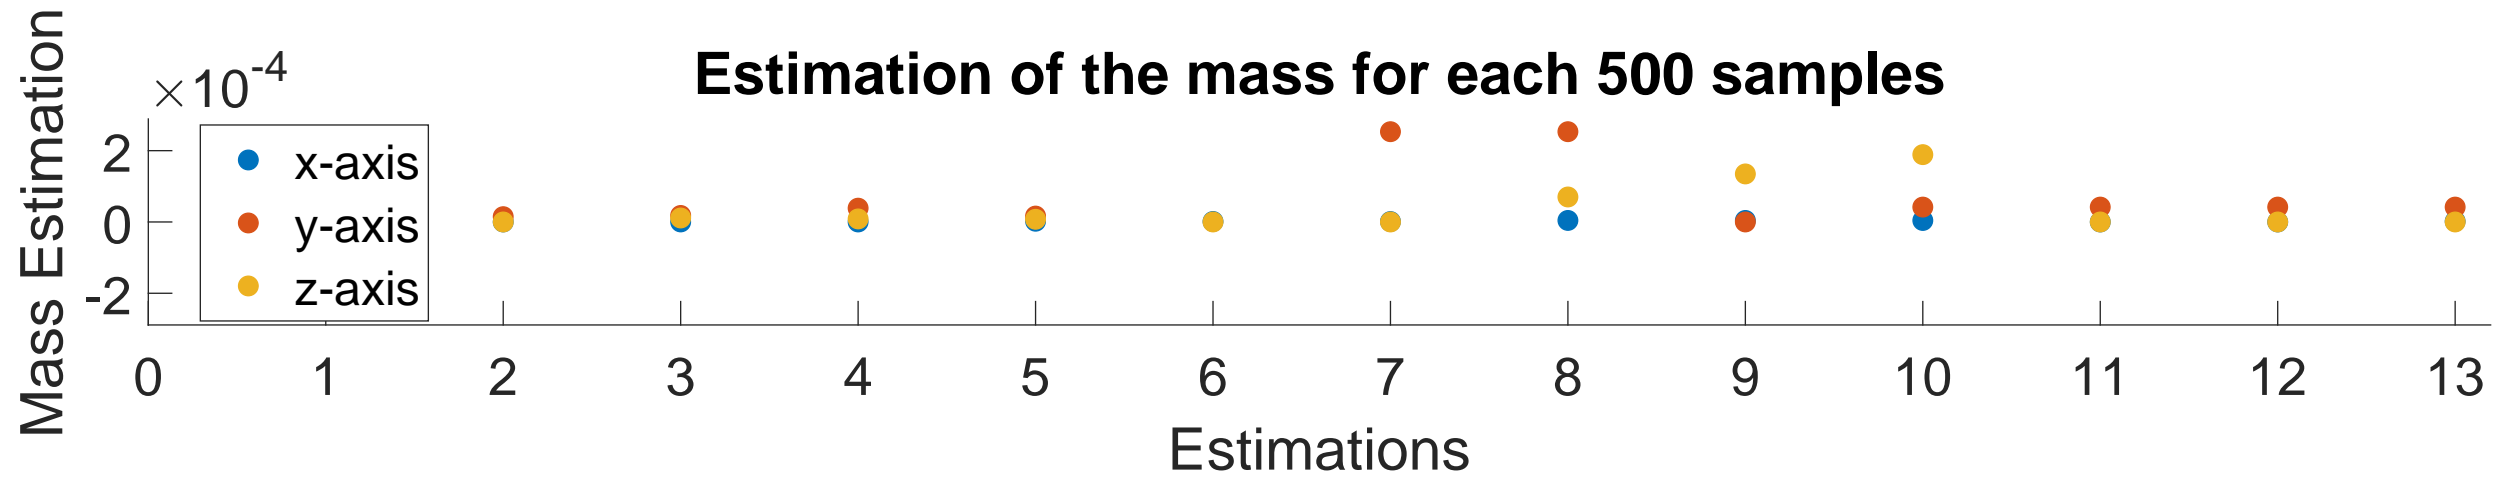 Estimation of the mass for each 500 samples
×10-4
Mass Estimation
2
0
-2
x-axis
y-axis
z-axis
0 1 2 3 4 5 6 7 8 9 10 11 12 13
Estimations